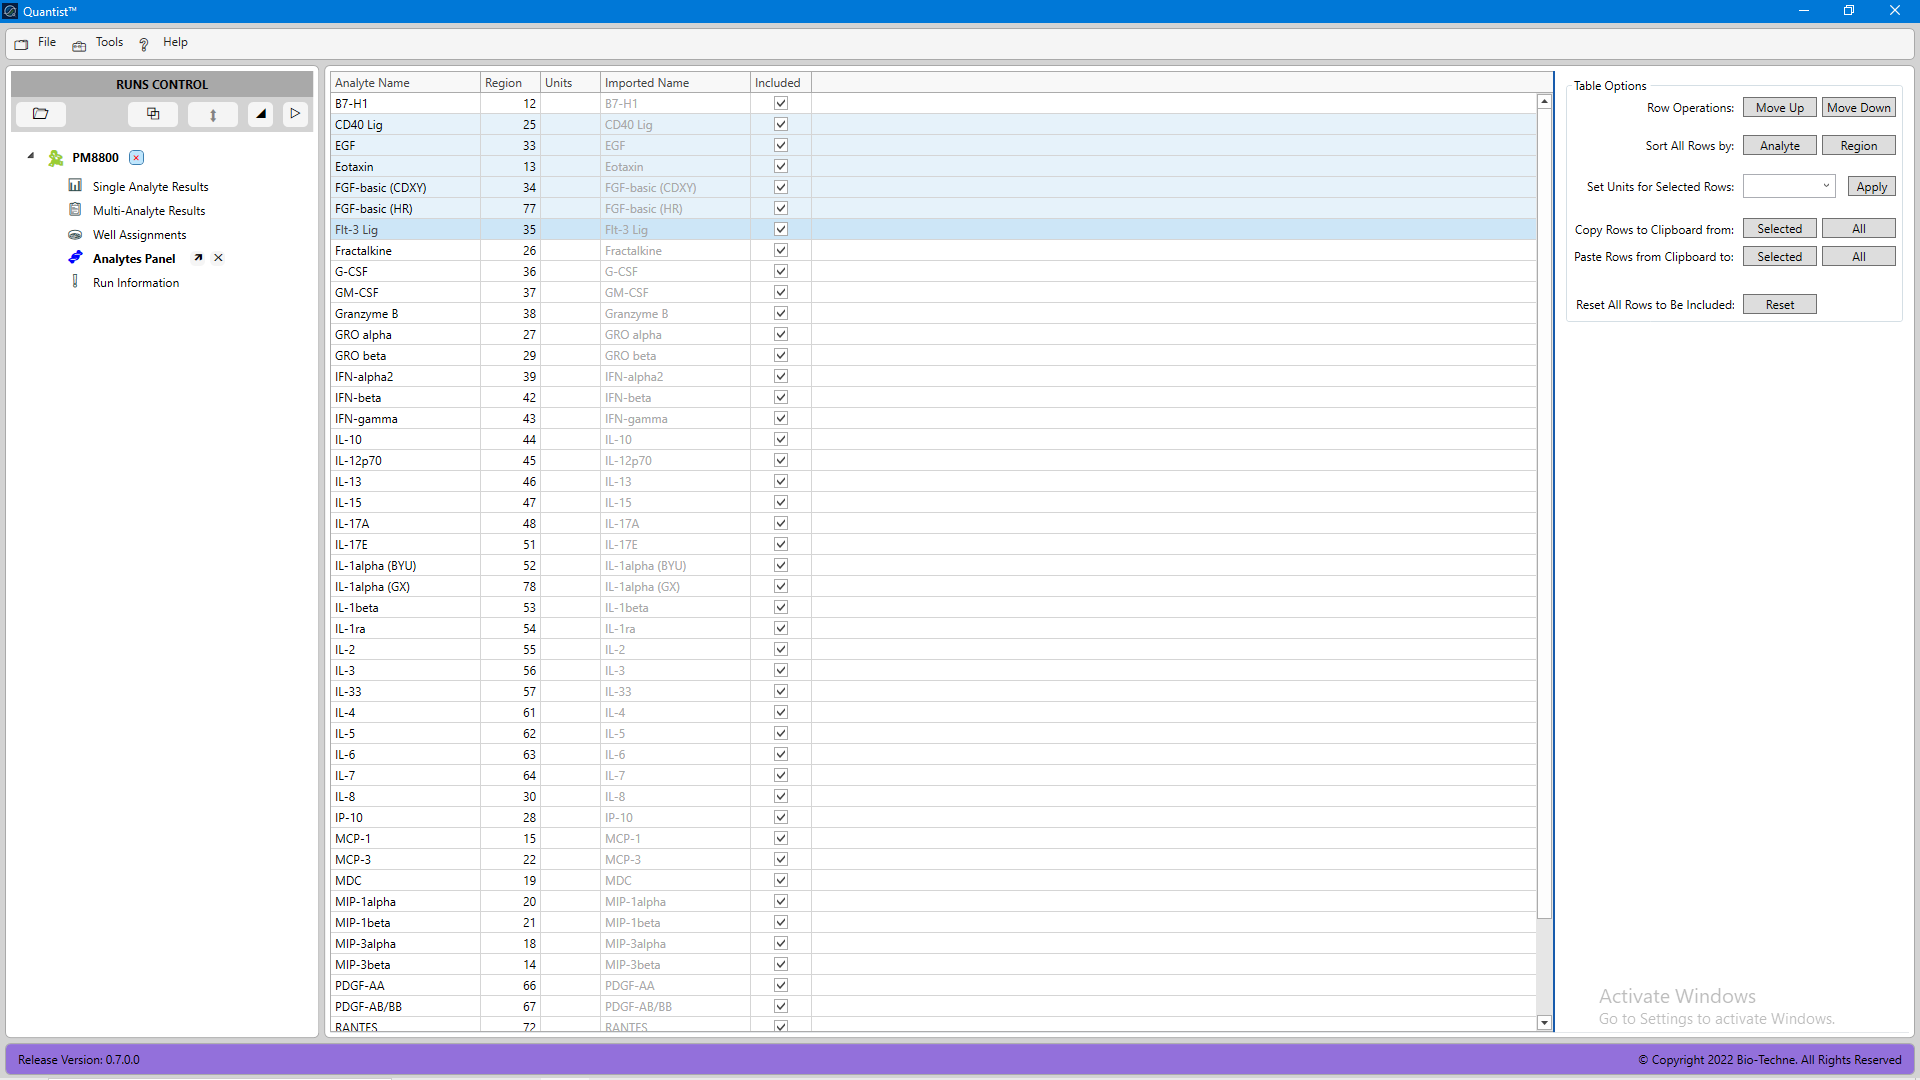 Quantist™
File Tools Help
RUNS CONTROL
PM8800
Single Analyte Results
Multi-Analyte Results
Well Assignments
Analytes Panel
Run Information
Analyte Name Region Units Imported Name Included
B7-H1 12 B7-H1
CD40 Lig 25 CD40 Lig
EGF 33 EGF
Eotaxin 13 Eotaxin
FGF-basic (CDXY) 34 FGF-basic (CDXY)
FGF-basic (HR) 77 FGF-basic (HR)
Flt-3 Lig 35 Flt-3 Lig
Fractalkine 26 Fractalkine
G-CSF 36 G-CSF
GM-CSF 37 GM-CSF
Granzyme B 38 Granzyme B
GRO alpha 27 GRO alpha
GRO beta 29 GRO beta
IFN-alpha2 39 IFN-alpha2
IFN-beta 42 IFN-beta
IFN-gamma 43 IFN-gamma
IL-10 44 IL-10
IL-12p70 45 IL-12p70
IL-13 46 IL-13
IL-15 47 IL-15
IL-17A 48 IL-17A
IL-17E 51 IL-17E
IL-1alpha (BYU) 52 IL-1alpha (BYU)
IL-1alpha (GX) 78 IL-1alpha (GX)
IL-1beta 53 IL-1beta
IL-1ra 54 IL-1ra
IL-2 55 IL-2
IL-3 56 IL-3
IL-33 57 IL-33
IL-4 61 IL-4
IL-5 62 IL-5
IL-6 63 IL-6
IL-7 64 IL-7
IL-8 30 IL-8
IP-10 28 IP-10
MCP-1 15 MCP-1
MCP-3 22 MCP-3
MDC 19 MDC
MIP-1alpha 20 MIP-1alpha
MIP-1beta 21 MIP-1beta
MIP-3alpha 18 MIP-3alpha
MIP-3beta 14 MIP-3beta
PDGF-AA 66 PDGF-AA
PDGF-AB/BB 67 PDGF-AB/BB
RANTES 72 RANTES
Table Options
Row Operations: Move Up Move Down
Sort All Rows by: Analyte Region
Set Units for Selected Rows: Apply
Copy Rows to Clipboard from: Selected All
Paste Rows from Clipboard to: Selected All
Reset All Rows to Be Included: Reset
Activate Windows
Go to Settings to activate Windows.
Release Version: 0.7.0.0
© Copyright 2022 Bio-Techne. All Rights Reserved